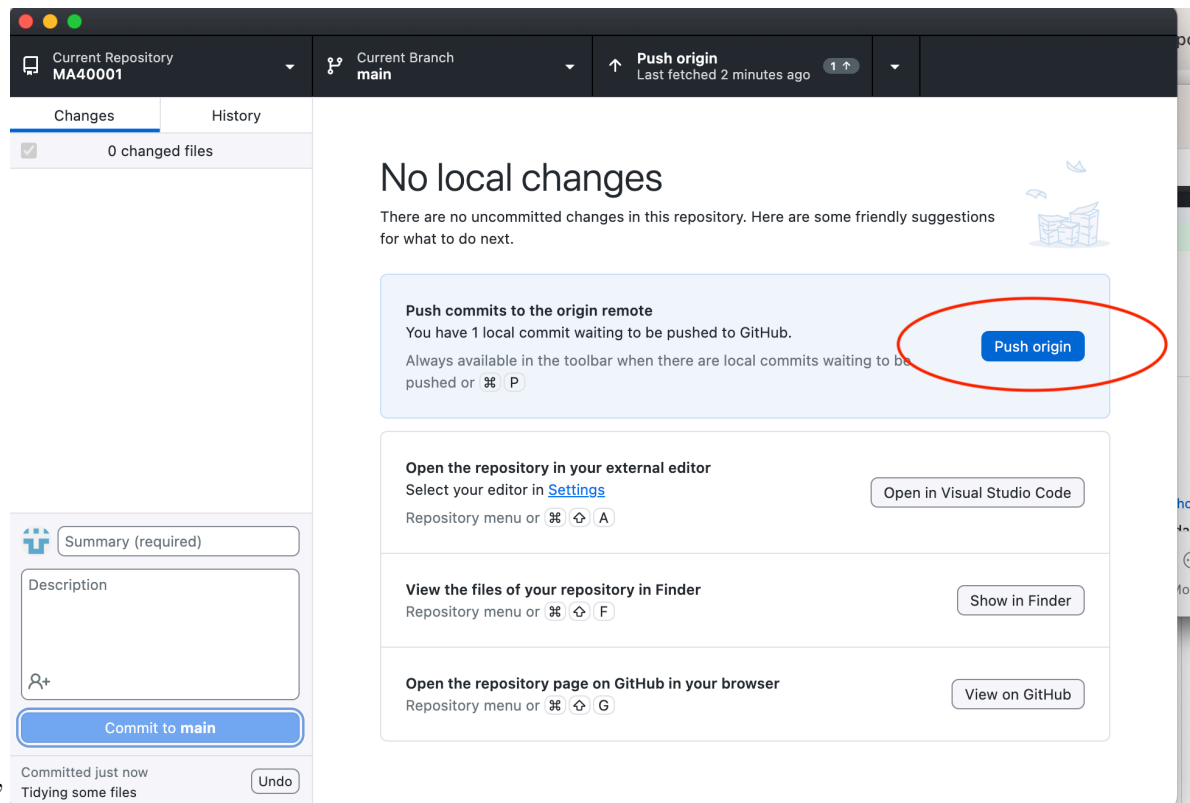 Current Repository
MA40001
Current Branch
main
Push origin
Last fetched 2 minutes ago
1 ↑
Changes
History
0 changed files
No local changes
There are no uncommitted changes in this repository. Here are some friendly suggestions
for what to do next.
Push commits to the origin remote
You have 1 local commit waiting to be pushed to GitHub.
Always available in the toolbar when there are local commits waiting to be
pushed or ⌘ P
Push origin
Open the repository in your external editor
Select your editor in Settings
Repository menu or ⌘ ⇧ A
Open in Visual Studio Code
View the files of your repository in Finder
Repository menu or ⌘ ⇧ F
Show in Finder
Open the repository page on GitHub in your browser
Repository menu or ⌘ ⇧ G
View on GitHub
Summary (required)
Description
Commit to main
Committed just now
Tidying some files
Undo